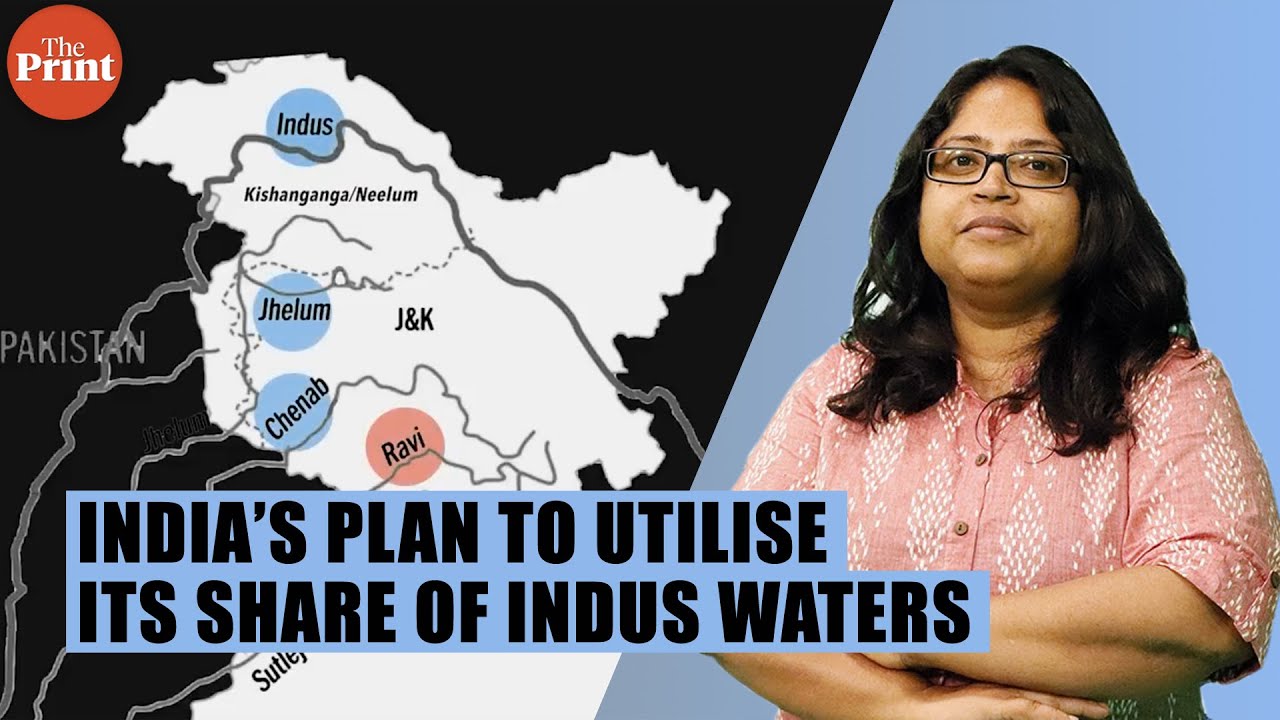 The
Print
Indus
Kishanganga/Neelum
Jhelum
J&K
PAKISTAN
Chenab
Jhelum
Ravi
INDIA'S PLAN TO UTILISE
ITS SHARE OF INDUS WATERS
Sutlej